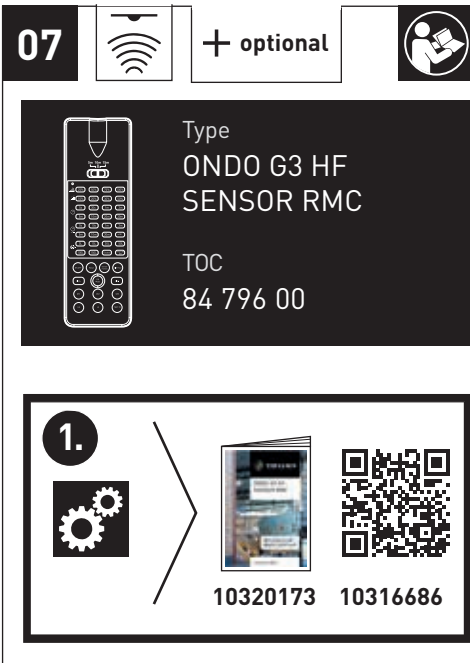 07
+ optional
Type
ONDO G3 HF
SENSOR RMC
TOC
84 796 00
1.
10320173 10316686